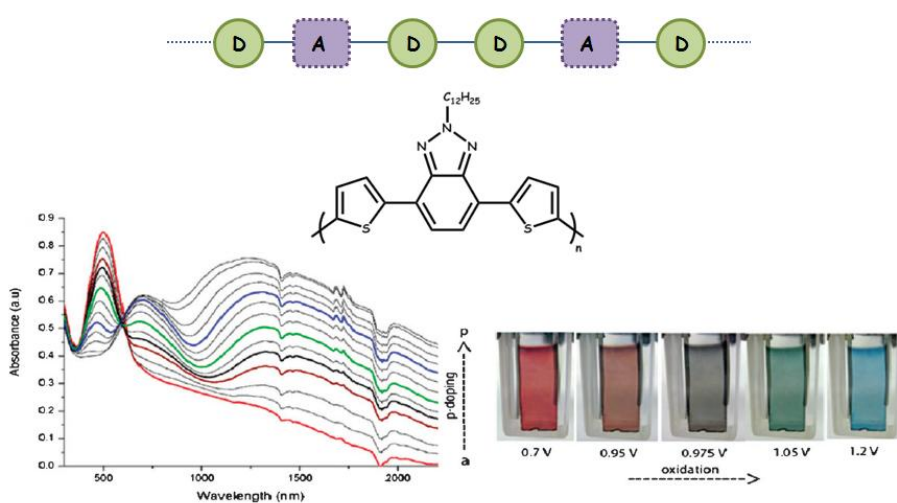 D A D D A D
C12H25
N
N N
S S
n
0.9
0.8
0.7
0.6
0.5
0.4
0.3
0.2
0.1
0.0
Absorbance (a.u)
500 1000 1500 2000
Wavelength (nm)
p
p-doping
a
0.7 V 0.95 V 0.975 V 1.05 V 1.2 V
oxidation